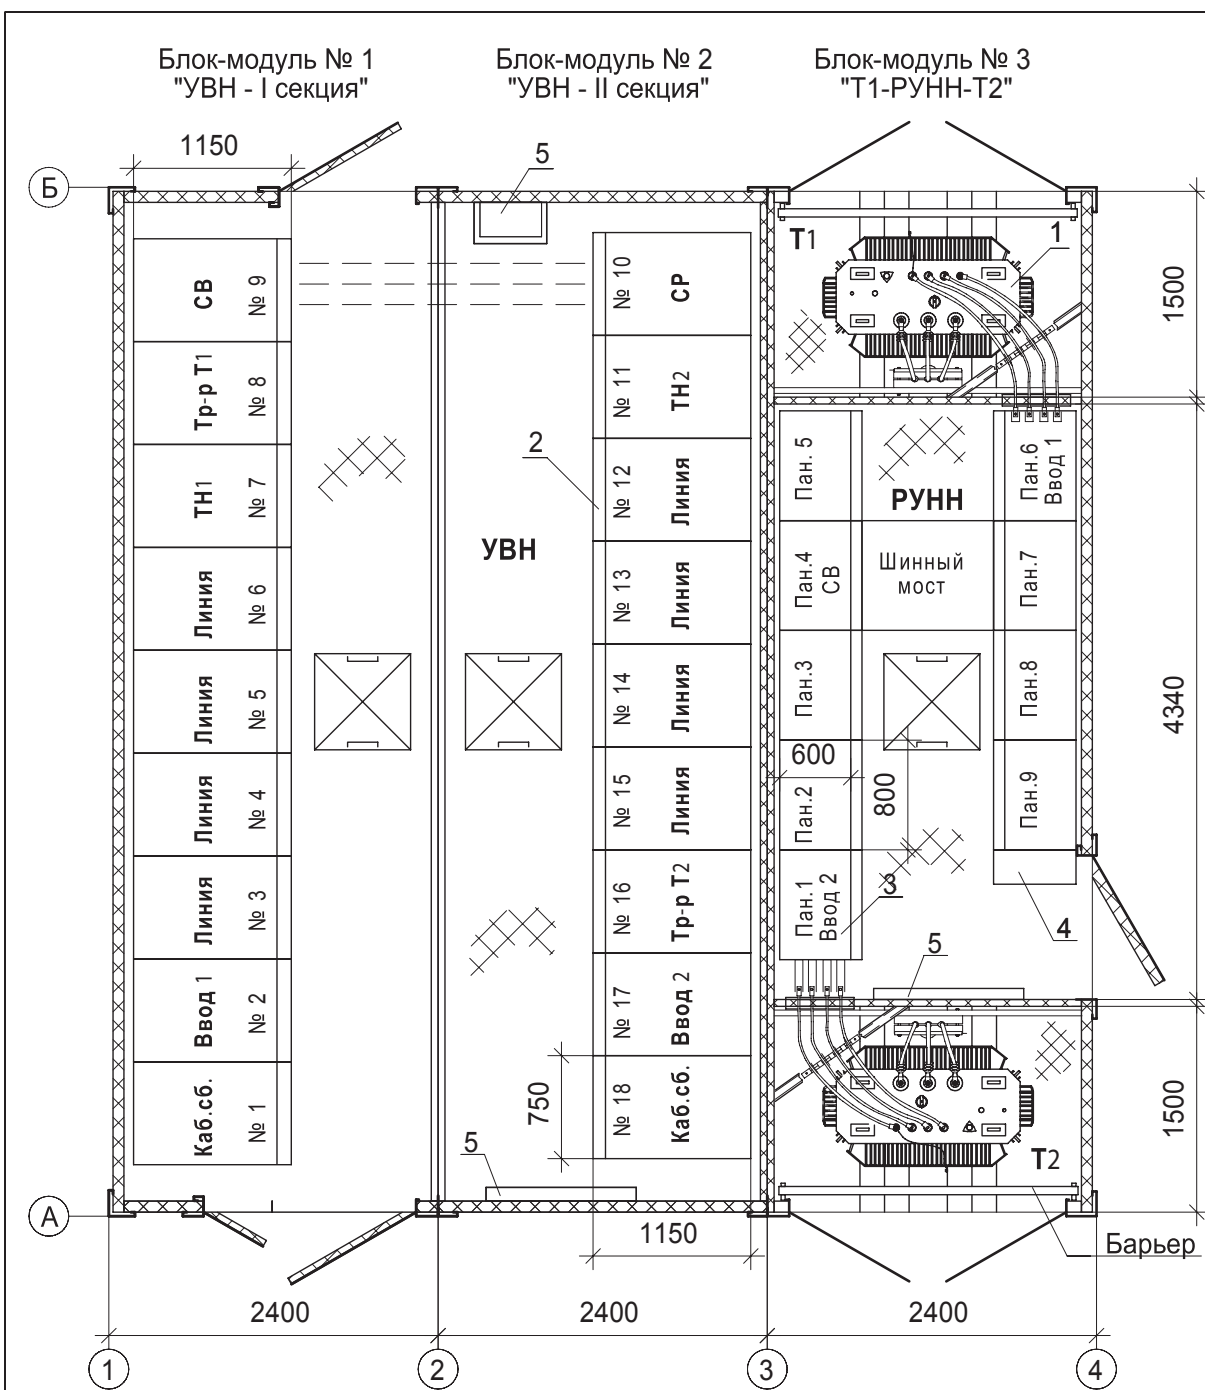 Блок-модуль № 1
"УВН - I секция"
Блок-модуль № 2
"УВН - II секция"
Блок-модуль № 3
"Т1-РУНН-Т2"
1150
5
Б
Т1
1
1500
СВ
№ 9
№ 10
СР
Тр-р Т1
№ 8
№ 11
ТН2
ТН1
№ 7
2
№ 12
Линия
УВН
Пан. 5
РУНН
Пан.6
Ввод 1
Линия
№ 6
№ 13
Линия
Пан.4
СВ
Шинный
мост
Пан.7
Линия
№ 5
№ 14
Линия
Пан.3
Пан.8
4340
Линия
№ 4
№ 15
Линия
600
800
Пан.2
Пан.9
Линия
№ 3
№ 16
Тр-р Т2
Пан.1
Ввод 2
3
4
Ввод 1
№ 2
№ 17
Ввод 2
5
Каб.сб.
№ 1
750
№ 18
Каб.сб.
1500
Т2
5
А
1150
Барьер
2400
2400
2400
1
2
3
4